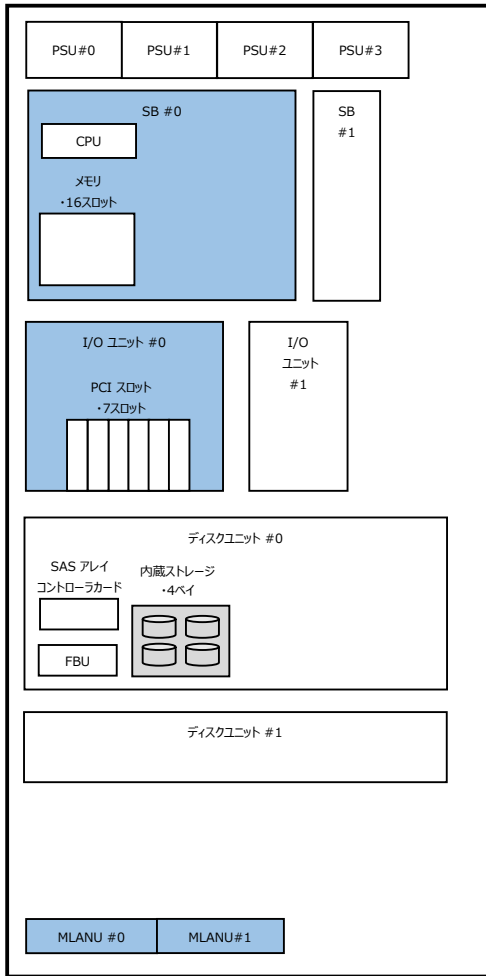 PSU#0
PSU#1
PSU#2
PSU#3
SB #0
CPU
メモリ
・16スロット
SB
#1
I/O ユニット #0
PCI スロット
・7スロット
I/O
ユニット
#1
ディスクユニット #0
SAS アレイ
コントローラカード
FBU
内蔵ストレージ
・4ベイ
ディスクユニット #1
MLANU #0
MLANU#1